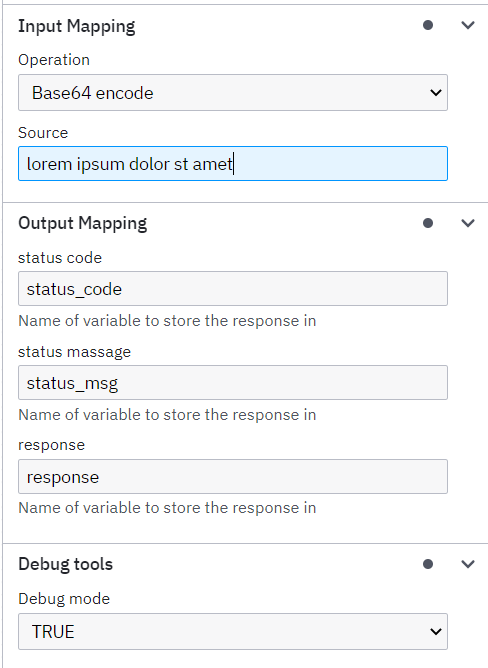 Input Mapping
Operation
Base64 encode
Source
lorem ipsum dolor st amet
Output Mapping
status code
status_code
Name of variable to store the response in
status massage
status_msg
Name of variable to store the response in
response
response
Name of variable to store the response in
Debug tools
Debug mode
TRUE